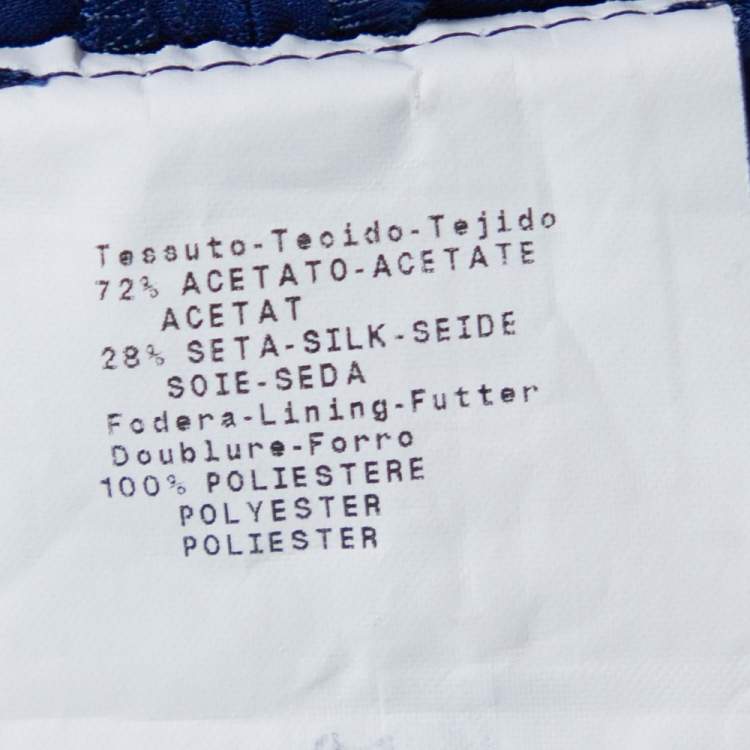 Tessuto-Tecido-Tejido
72% ACETATO-ACETATE
ACETAT
28% SETA-SILK-SEIDE
SOIE-SEDA
Fodera-Lining-Futter
Doublure-Forro
100% POLIESTERE
POLYESTER
POLIESTER